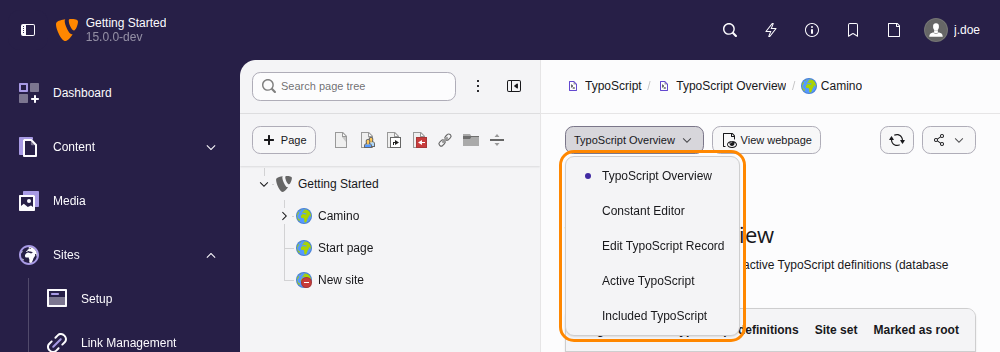 Getting Started
15.0.0-dev
j.doe
Dashboard
Content
Media
Sites
Setup
Link Management
Search page tree
Page
Getting Started
Camino
Start page
New site
TypoScript / TypoScript Overview / Camino
TypoScript Overview
View webpage
TypoScript Overview
Constant Editor
Edit TypoScript Record
Active TypoScript
Included TypoScript
iew
active TypoScript definitions (database
efinitions Site set Marked as root